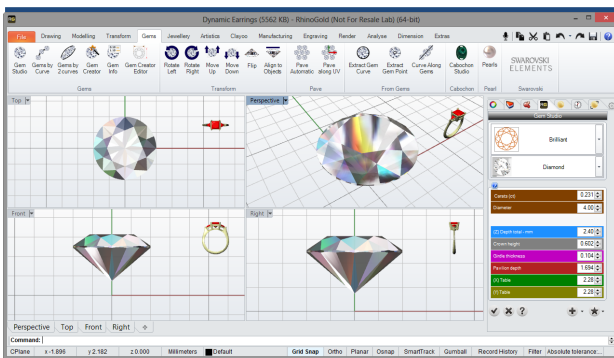 Dynamic Earrings (5562 KB) - RhinoGold (Not For Resale Lab) (64-bit)
File Drawing Modelling Transform Gems Jewellery Artistics Clayoo Manufacturing Engraving Render Analyse Dimension Extras
Gem Studio Gems by Curve Gems by 2 curves Gem Creator Gem Info Gem Creator Editor Rotate Left Rotate Right Move Up Move Down Flip Align to Objects Pave Automatic Pave along UV Extract Gem Curve Extract Gem Point Curve Along Gems Cabochon Studio Pearls SWAROVSKI ELEMENTS
Gems Transform Pave From Gems Cabochon Pearl Swarovski
Top Perspective
Gem Studio
Brilliant
Diamond
Carats (ct) 0.231
Diameter 4.00
Front Right
[Z] Depth total - mm 2.40
Crown height 0.602
Girdle thickness 0.104
Pavilion depth 1.694
[X] Table 2.28
[Y] Table 2.28
Perspective Top Front Right
Command:
CPlane x -1.896 y 2.182 z 0.000 Millimeters Default Grid Snap Ortho Planar Osnap SmartTrack Gumball Record History Filter Absolute tolerance...